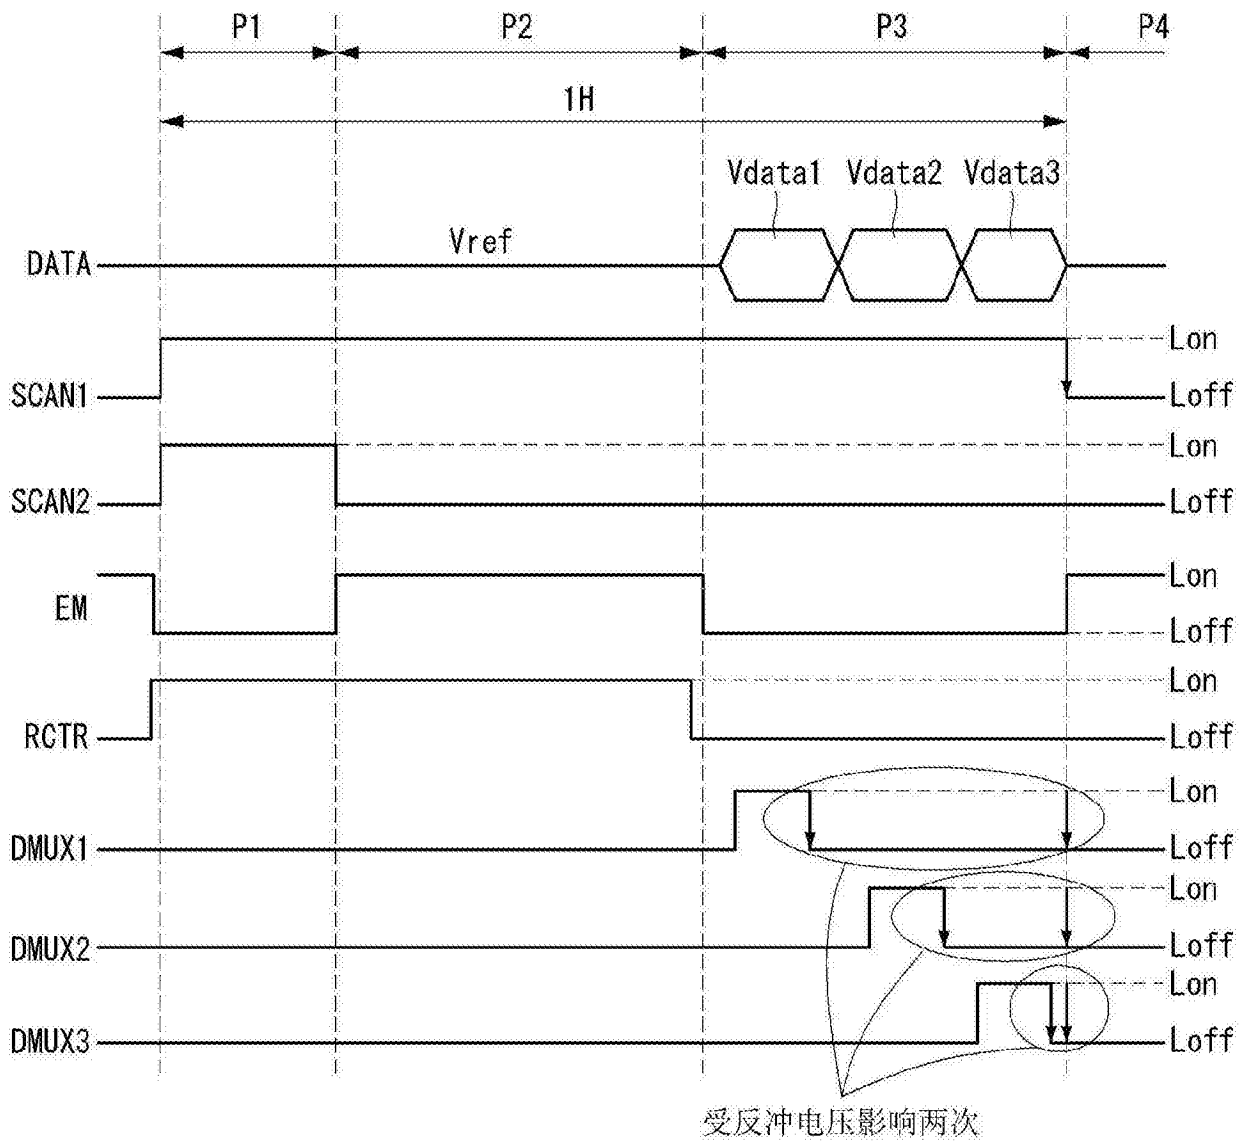 P1 P2 P3 P4
1H
Vdata1 Vdata2 Vdata3
Vref
DATA
Lon
SCAN1 Loff
Lon
SCAN2 Loff
Lon
EM
Loff
Lon
RCTR Loff
Lon
DMUX1 Loff
Lon
DMUX2 Loff
Lon
DMUX3 Loff
受反冲电压影响两次